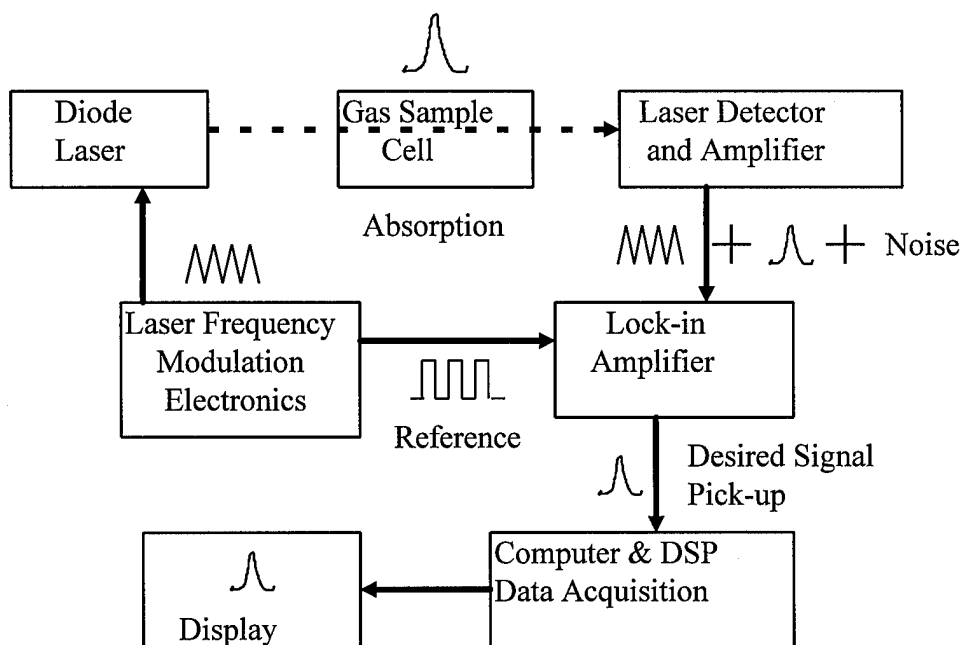 Diode
Laser
Gas Sample
Cell
Laser Detector
and Amplifier
Absorption
Noise
Laser Frequency
Modulation
Electronics
Lock-in
Amplifier
Reference
Desired Signal
Pick-up
Computer & DSP
Data Acquisition
Display